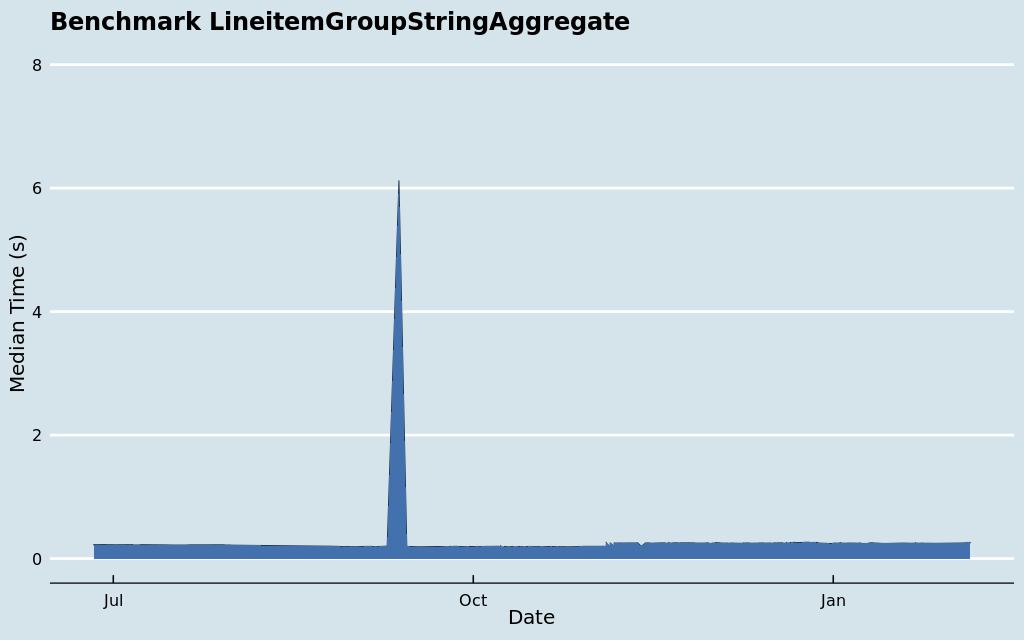 Benchmark LineitemGroupStringAggregate
8
6
4
2
0
Median Time (s)
Jul
Oct
Jan
Date